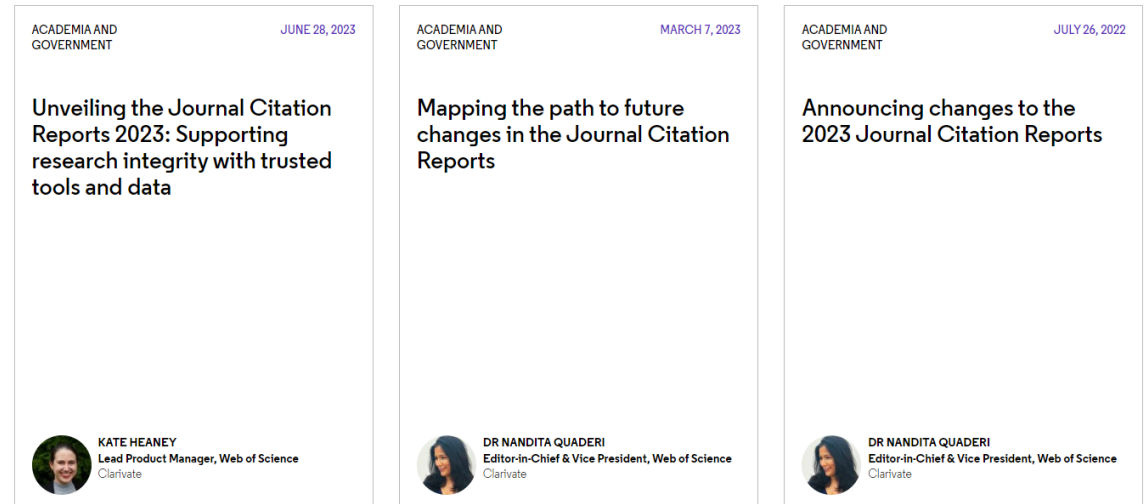 ACADEMIA AND
GOVERNMENT
JUNE 28, 2023
Unveiling the Journal Citation
Reports 2023: Supporting
research integrity with trusted
tools and data
KATE HEANEY
Lead Product Manager, Web of Science
Clarivate
ACADEMIA AND
GOVERNMENT
MARCH 7, 2023
Mapping the path to future
changes in the Journal Citation
Reports
DR NANDITA QUADERI
Editor-in-Chief & Vice President, Web of Science
Clarivate
ACADEMIA AND
GOVERNMENT
JULY 26, 2022
Announcing changes to the
2023 Journal Citation Reports
DR NANDITA QUADERI
Editor-in-Chief & Vice President, Web of Science
Clarivate